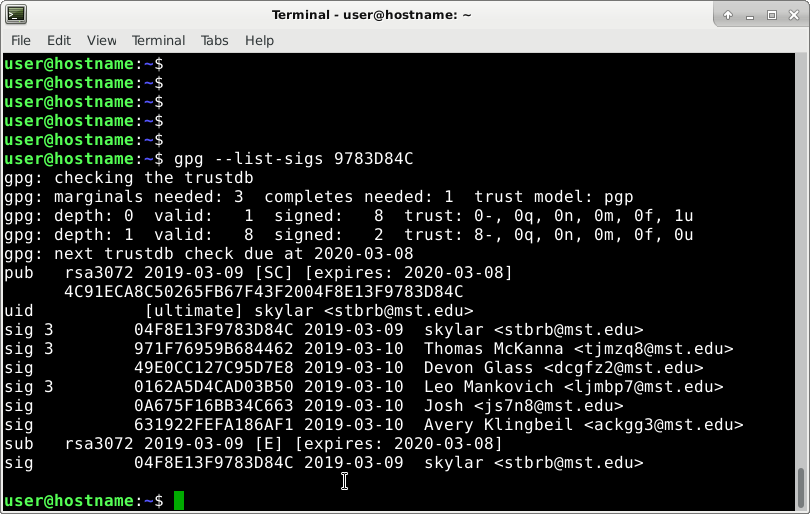 Terminal - user@hostname: ~
File Edit View Terminal Tabs Help
user@hostname:~$
user@hostname:~$
user@hostname:~$
user@hostname:~$
user@hostname:~$
user@hostname:~$ gpg --list-sigs 9783D84C
gpg: checking the trustdb
gpg: marginals needed: 3  completes needed: 1  trust model: pgp
gpg: depth: 0  valid:   1  signed:   8  trust: 0-, 0q, 0n, 0m, 0f, 1u
gpg: depth: 1  valid:   8  signed:   2  trust: 8-, 0q, 0n, 0m, 0f, 0u
gpg: next trustdb check due at 2020-03-08
pub   rsa3072 2019-03-09 [SC] [expires: 2020-03-08]
      4C91ECA8C50265FB67F43F2004F8E13F9783D84C
uid           [ultimate] skylar <stbrb@mst.edu>
sig 3        04F8E13F9783D84C 2019-03-09  skylar <stbrb@mst.edu>
sig 3        971F76959B684462 2019-03-10  Thomas McKanna <tjmzq8@mst.edu>
sig          49E0CC127C95D7E8 2019-03-10  Devon Glass <dcgfz2@mst.edu>
sig 3        0162A5D4CAD03B50 2019-03-10  Leo Mankovich <ljmbp7@mst.edu>
sig          0A675F16BB34C663 2019-03-10  Josh <js7n8@mst.edu>
sig          631922FEFA186AF1 2019-03-10  Avery Klingbeil <ackgg3@mst.edu>
sub   rsa3072 2019-03-09 [E] [expires: 2020-03-08]
sig          04F8E13F9783D84C 2019-03-09  skylar <stbrb@mst.edu>
user@hostname:~$